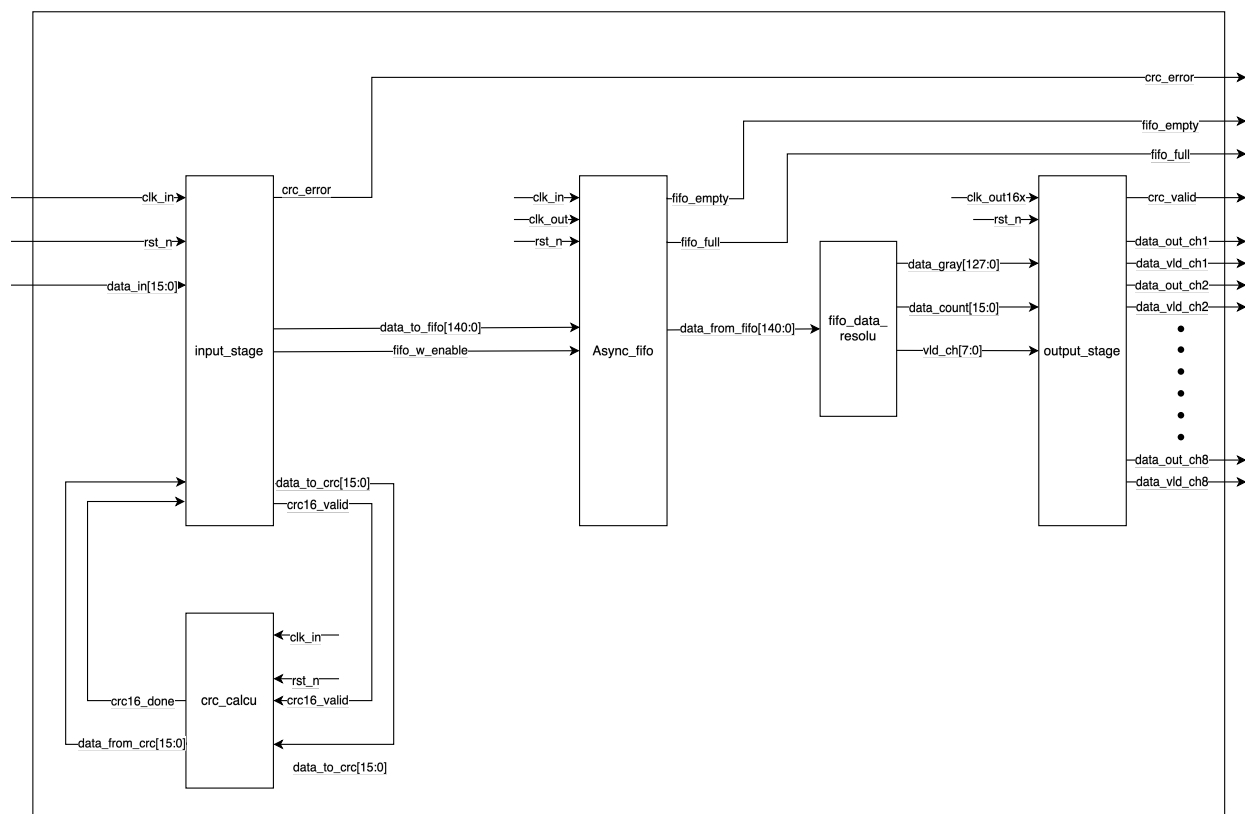 crc_error
fifo_empty
fifo_full
clk_in
crc_error
clk_in
fifo_empty
clk_out16x
crc_valid
clk_out
rst_n
rst_n
rst_n
fifo_full
data_out_ch1
data_gray[127:0]
data_vld_ch1
data_in[15:0]
data_out_ch2
data_count[15:0]
data_vld_ch2
fifo_data_
resolu
data_to_fifo[140:0]
data_from_fifo[140:0]
input_stage
fifo_w_enable
Async_fifo
vld_ch[7:0]
output_stage
data_out_ch8
data_to_crc[15:0]
data_vld_ch8
crc16_valid
clk_in
rst_n
crc16_done
crc_calcu
crc16_valid
data_from_crc[15:0]
data_to_crc[15:0]